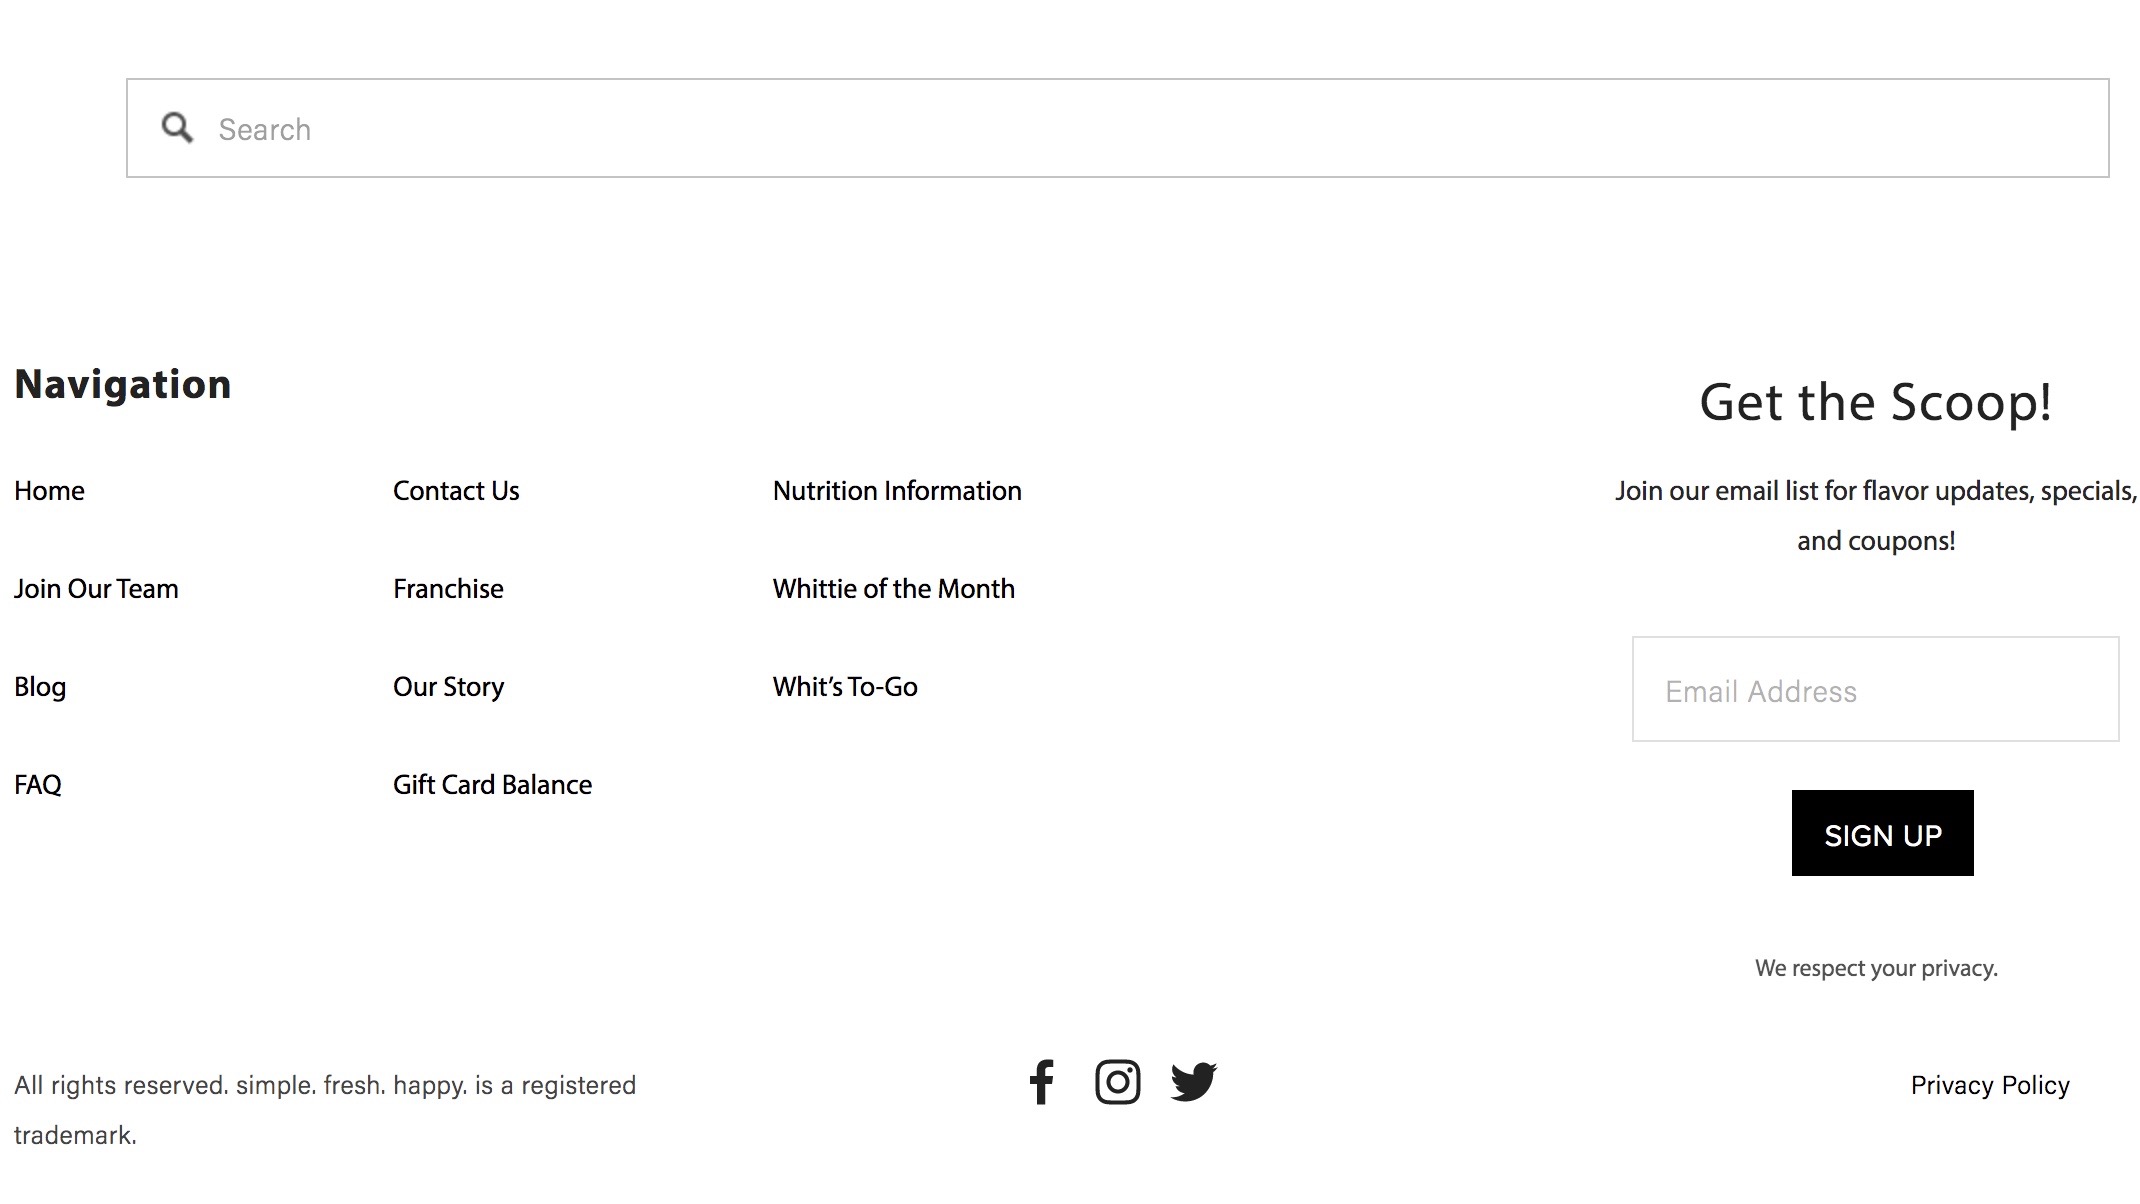 Search
Navigation
Home
Join Our Team
Blog
FAQ
Contact Us
Franchise
Our Story
Gift Card Balance
Nutrition Information
Whittie of the Month
Whit’s To-Go
Get the Scoop!
Join our email list for flavor updates, specials,
and coupons!
Email Address
SIGN UP
We respect your privacy.
All rights reserved. simple. fresh. happy. is a registered
trademark.
Privacy Policy